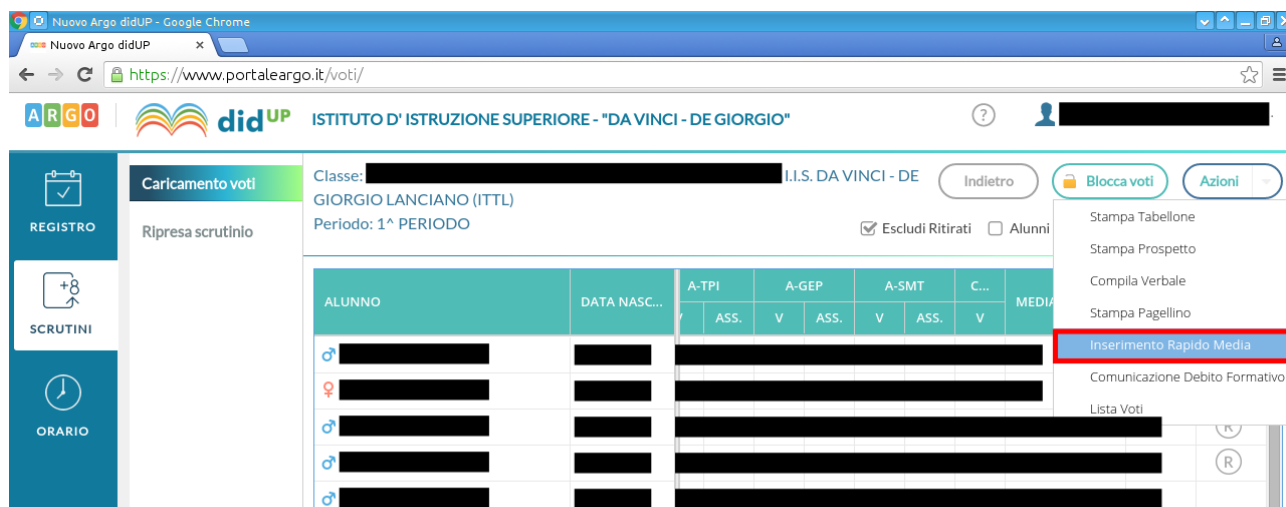 Nuovo Argo didUP - Google Chrome
Nuovo Argo didUP x
https://www.portaleargo.it/voti/
ARGO didUP ISTITUTO D' ISTRUZIONE SUPERIORE - "DA VINCI - DE GIORGIO" ?
REGISTRO
SCRUTINI
ORARIO
Caricamento voti
Ripresa scrutinio
Classe: I.I.S. DA VINCI - DE
GIORGIO LANCIANO (ITTL)
Periodo: 1^ PERIODO
Indietro Blocca voti Azioni
Escludi Ritirati Alunni
Stampa Tabellone
Stampa Prospetto
Compila Verbale
Stampa Pagellino
Inserimento Rapido Media
Comunicazione Debito Formativo
Lista Voti
ALUNNO DATA NASC... A-TPI A-GEP A-SMT C... MEDIA
ASS. V ASS. V ASS. V
R
R